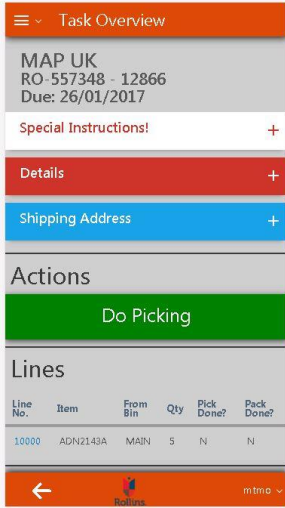 Task Overview
MAP UK
RO-557348 - 12866
Due: 26/01/2017
Special Instructions! +
Details +
Shipping Address +
Actions
Do Picking
Lines
Line No. Item From Bin Qty Pick Done? Pack Done?
10000 ADN2143A MAIN 5 N N
Rollins
mtmo